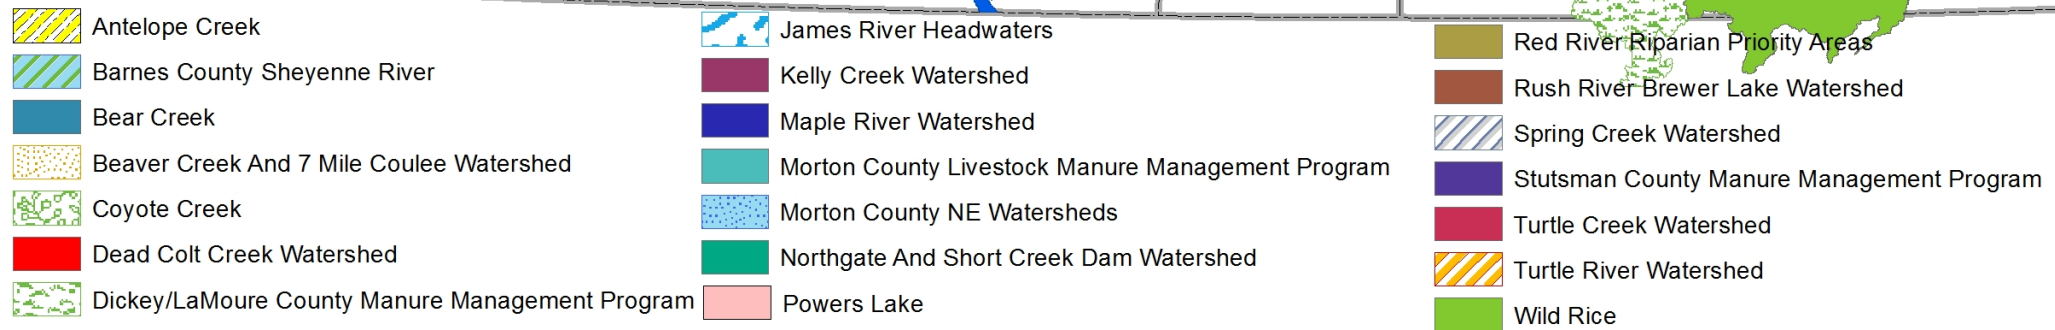 Antelope Creek
Barnes County Sheyenne River
Bear Creek
Beaver Creek And 7 Mile Coulee Watershed
Coyote Creek
Dead Colt Creek Watershed
Dickey/LaMoure County Manure Management Program
James River Headwaters
Kelly Creek Watershed
Maple River Watershed
Morton County Livestock Manure Management Program
Morton County NE Watersheds
Northgate And Short Creek Dam Watershed
Powers Lake
Red River Riparian Priority Areas
Rush River Brewer Lake Watershed
Spring Creek Watershed
Stutsman County Manure Management Program
Turtle Creek Watershed
Turtle River Watershed
Wild Rice